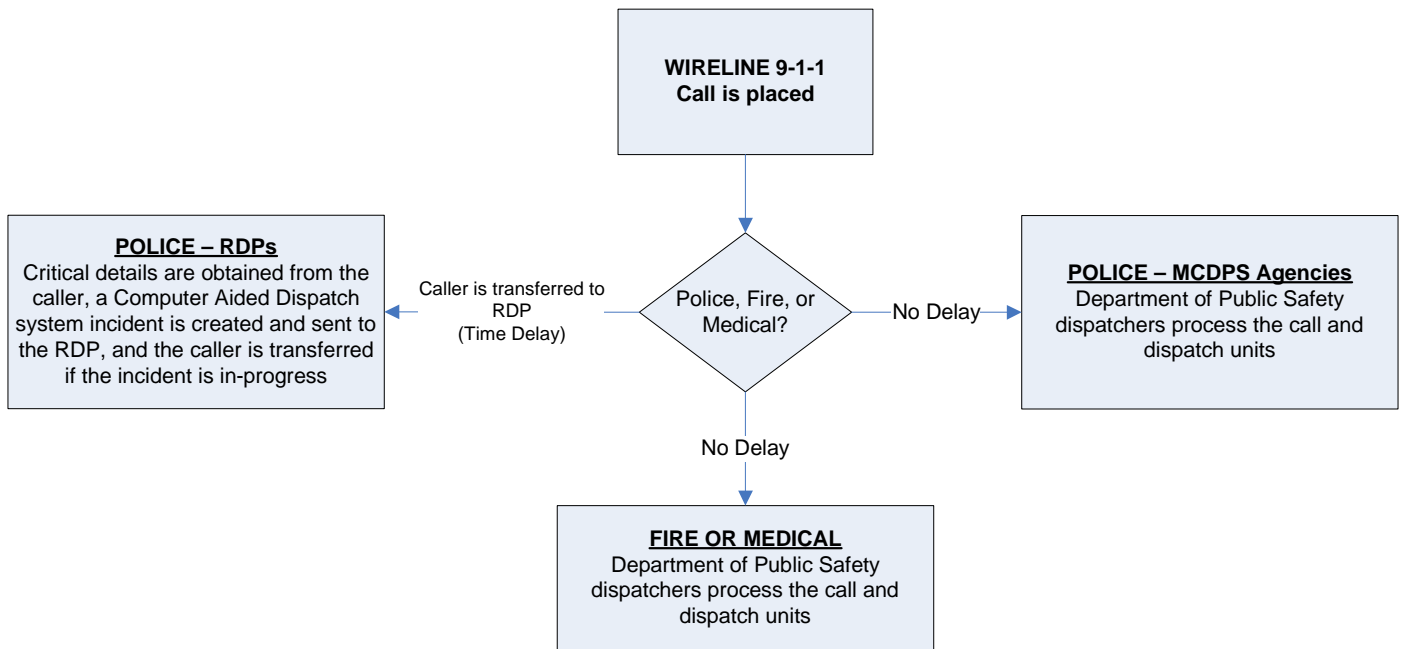 WIRELINE 9-1-1
Call is placed
POLICE – RDPs
Critical details are obtained from the
caller, a Computer Aided Dispatch
system incident is created and sent to
the RDP, and the caller is transferred
if the incident is in-progress
Caller is transferred to
RDP
(Time Delay)
Police, Fire, or
Medical?
No Delay
POLICE – MCDPS Agencies
Department of Public Safety
dispatchers process the call and
dispatch units
No Delay
FIRE OR MEDICAL
Department of Public Safety
dispatchers process the call and
dispatch units